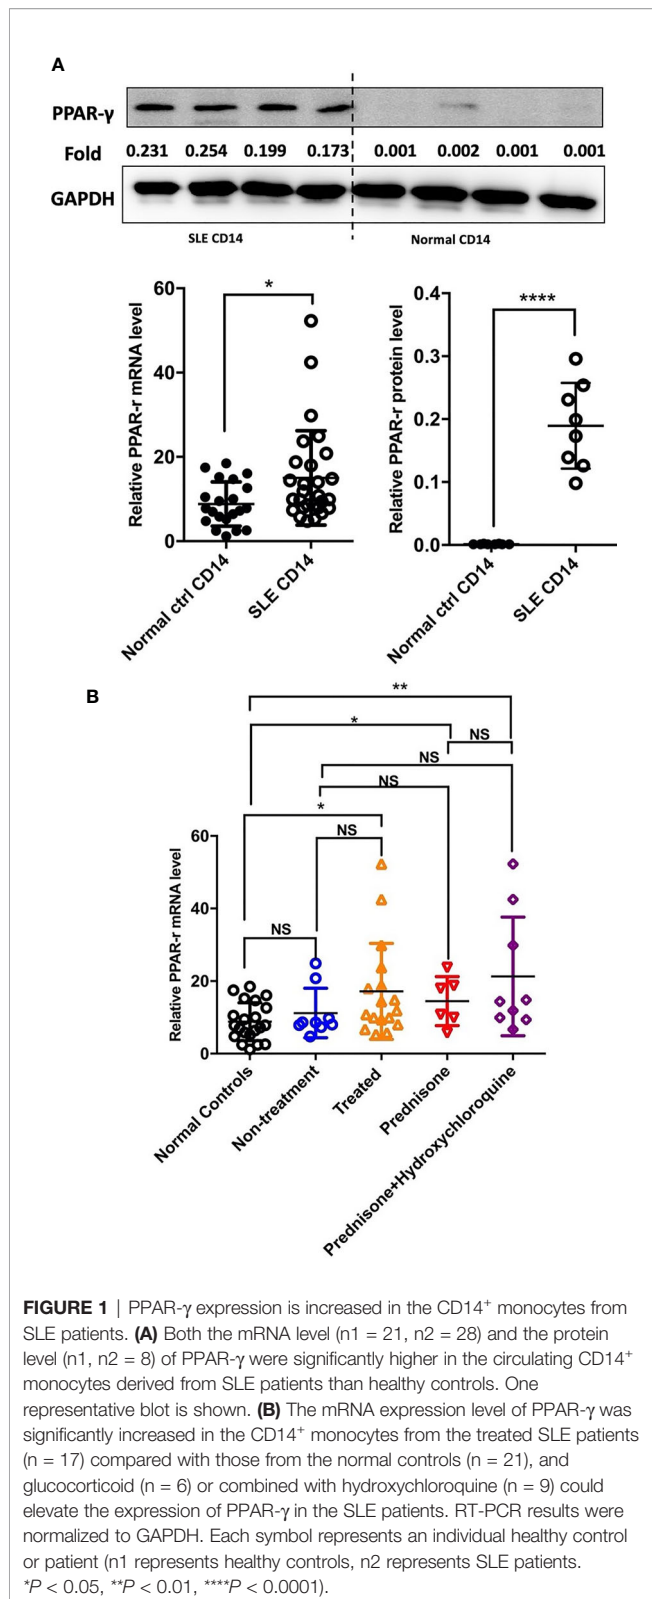 A
PPAR-γ
Fold 0.231 0.254 0.199 0.173 0.001 0.002 0.001 0.001
GAPDH
SLE CD14 Normal CD14
Relative PPAR-r mRNA level
60
40
20
0
*
Normal ctrl CD14
SLE CD14
Relative PPAR-r protein level
0.4
0.3
0.2
0.1
0.0
****
Normal ctrl CD14
SLE CD14
B
**
*
NS
NS
NS
*
NS
NS
Relative PPAR-r mRNA level
60
40
20
0
Normal Controls
Non-treatment
Treated
Prednisone
Prednisone+Hydroxychloroquine
FIGURE 1 | PPAR-γ expression is increased in the CD14⁺ monocytes from
SLE patients. (A) Both the mRNA level (n1 = 21, n2 = 28) and the protein
level (n1, n2 = 8) of PPAR-γ were significantly higher in the circulating CD14⁺
monocytes derived from SLE patients than healthy controls. One
representative blot is shown. (B) The mRNA expression level of PPAR-γ was
significantly increased in the CD14⁺ monocytes from the treated SLE patients
(n = 17) compared with those from the normal controls (n = 21), and
glucocorticoid (n = 6) or combined with hydroxychloroquine (n = 9) could
elevate the expression of PPAR-γ in the SLE patients. RT-PCR results were
normalized to GAPDH. Each symbol represents an individual healthy control
or patient (n1 represents healthy controls, n2 represents SLE patients.
*P < 0.05, **P < 0.01, ****P < 0.0001).